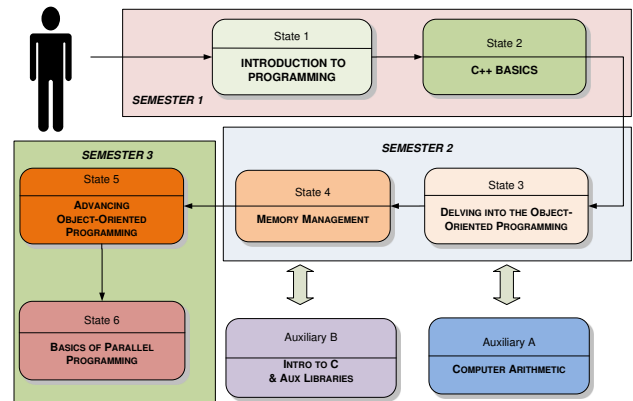 State 1
INTRODUCTION TO
PROGRAMMING
State 2
C++ BASICS
SEMESTER 1
SEMESTER 2
State 3
DELVING INTO THE OBJECT-
ORIENTED PROGRAMMING
State 4
MEMORY MANAGEMENT
SEMESTER 3
State 5
ADVANCING
OBJECT-ORIENTED
PROGRAMMING
State 6
BASICS OF PARALLEL
PROGRAMMING
Auxiliary B
INTRO TO C
& AUX LIBRARIES
Auxiliary A
COMPUTER ARITHMETIC